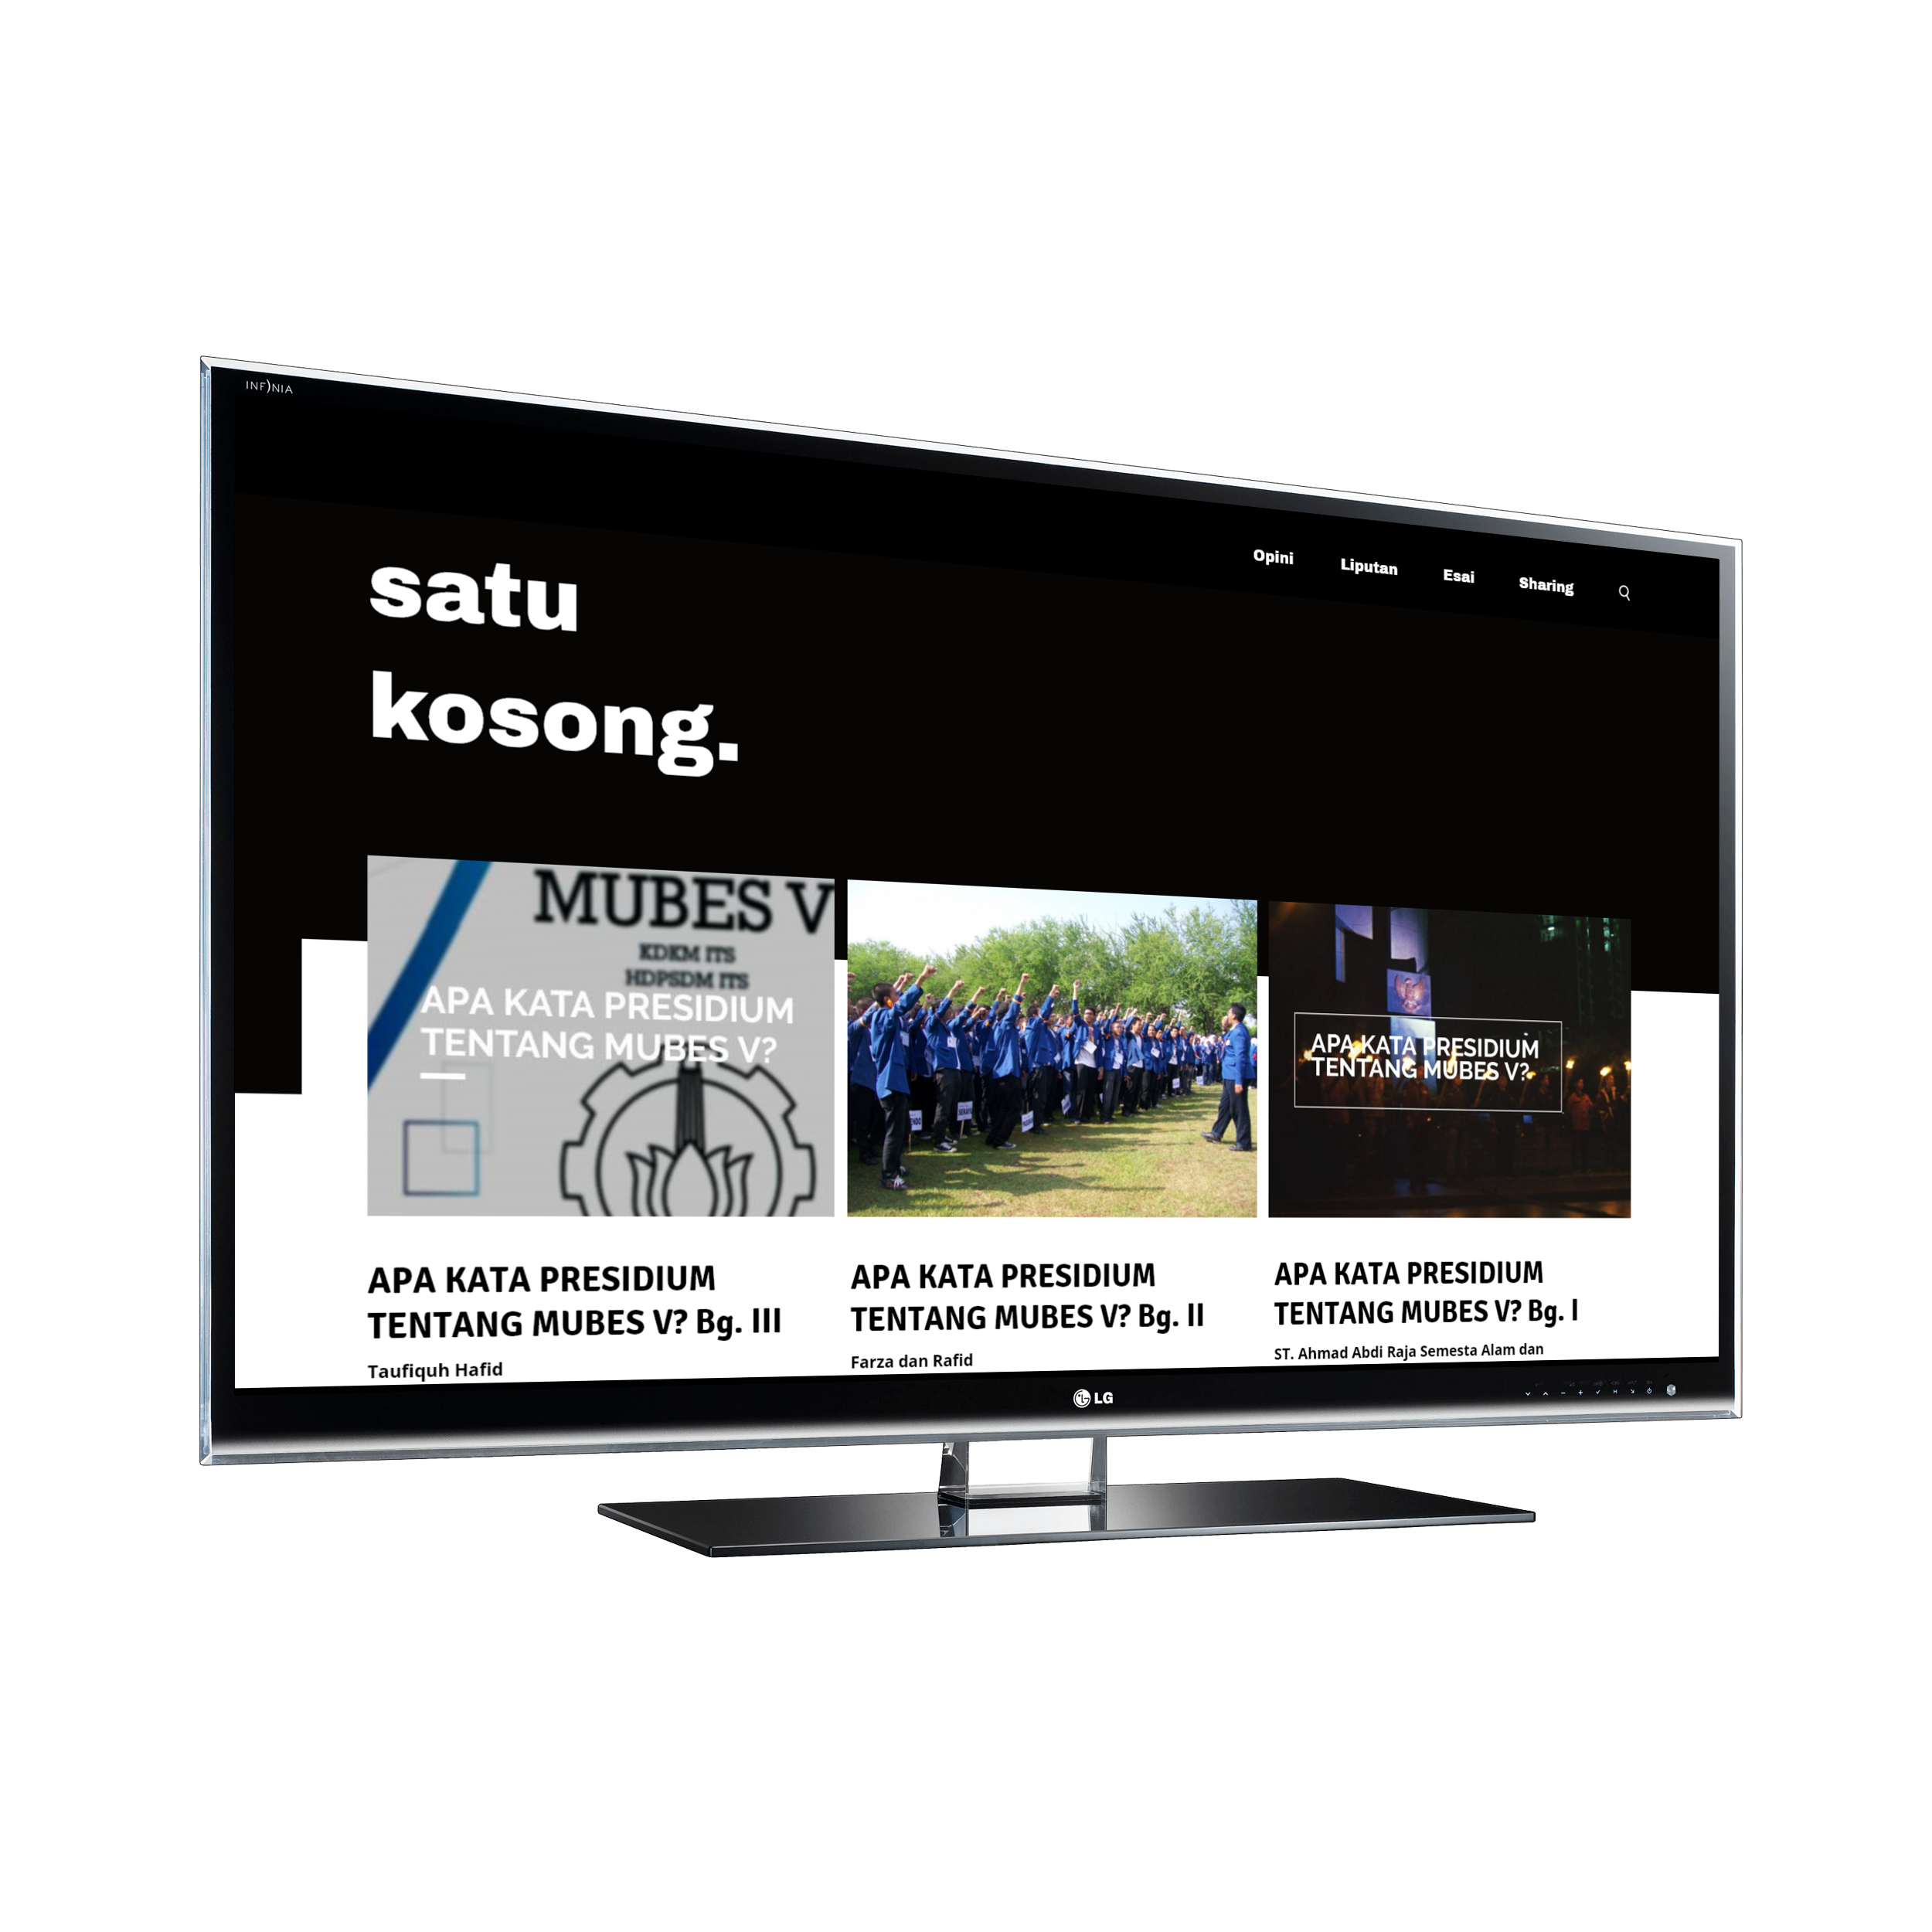 INFINIA
Opini
Liputan
Esai
Sharing
satu
kosong.
MUBES V
KDKM ITS
HDPSDM ITS
APA KATA PRESIDIUM
TENTANG MUBES V?
APA KATA PRESIDIUM
TENTANG MUBES V?
APA KATA PRESIDIUM
TENTANG MUBES V? Bg. III
Taufiquh Hafid
APA KATA PRESIDIUM
TENTANG MUBES V? Bg. II
Farza dan Rafid
APA KATA PRESIDIUM
TENTANG MUBES V? Bg. I
ST. Ahmad Abdi Raja Semesta Alam dan
LG